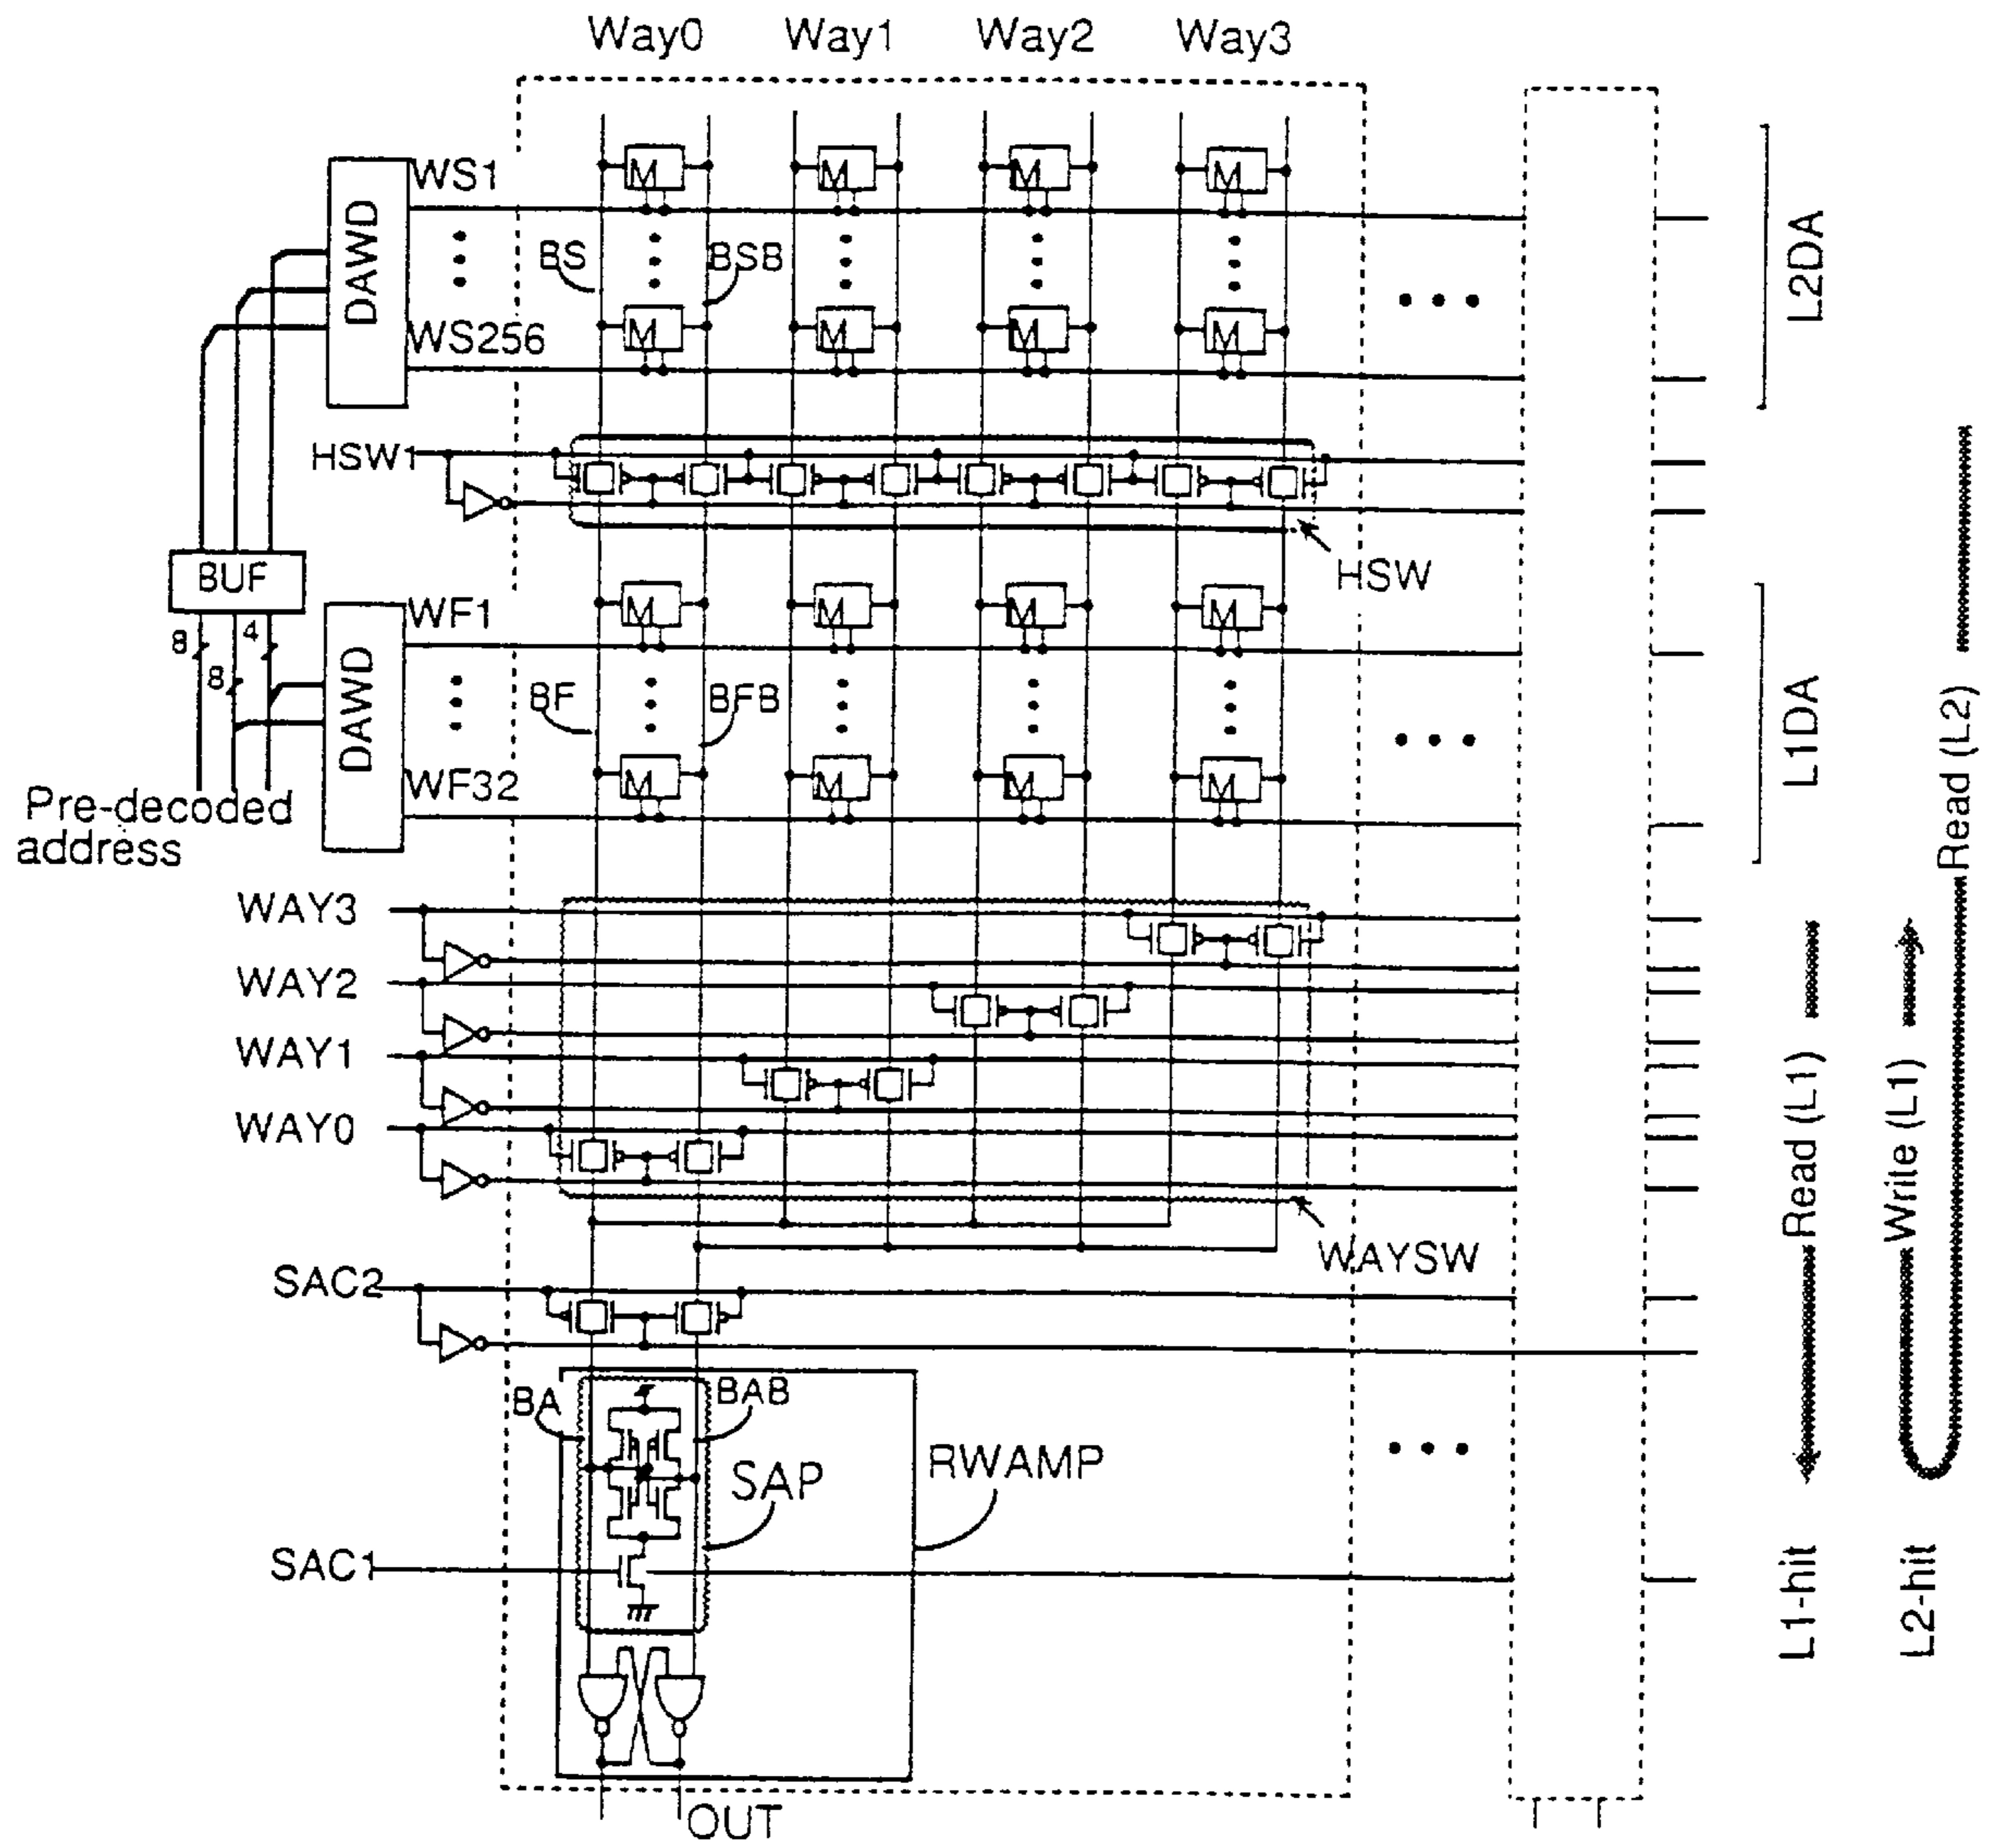 Way0 Way1 Way2 Way3
WS1
M M M M
DAWD
BS BSB
L2DA
WS256
M M M M
HSW1
HSW
BUF
WF1
M M M M
8 4
8
DAWD
BF BFB
L1DA
Read (L2)
WF32
M M M M
Pre-decoded
address
WAY3
WAY2
WAY1
WAY0
Read (L1)
Write (L1)
WAYSW
SAC2
BA BAB
SAP
RWAMP
SAC1
L1-hit
L2-hit
OUT